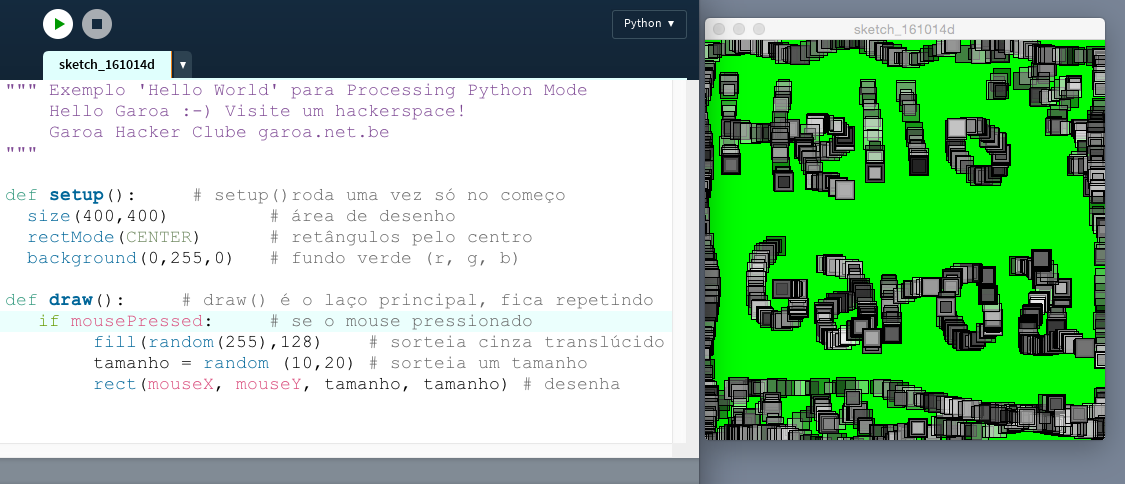 Python ▾
sketch_161014d ▾
""" Exemplo 'Hello World' para Processing Python Mode
    Hello Garoa :-) Visite um hackerspace!
    Garoa Hacker Clube garoa.net.be
"""
def setup():     # setup()roda uma vez só no começo
  size(400,400)         # área de desenho
  rectMode(CENTER)      # retângulos pelo centro
  background(0,255,0)   # fundo verde (r, g, b)
def draw():     # draw() é o laço principal, fica repetindo
   if mousePressed:     # se o mouse pressionado
        fill(random(255),128)    # sorteia cinza translúcido
        tamanho = random (10,20) # sorteia um tamanho
        rect(mouseX, mouseY, tamanho, tamanho) # desenha
sketch_161014d
Hello
Garoa